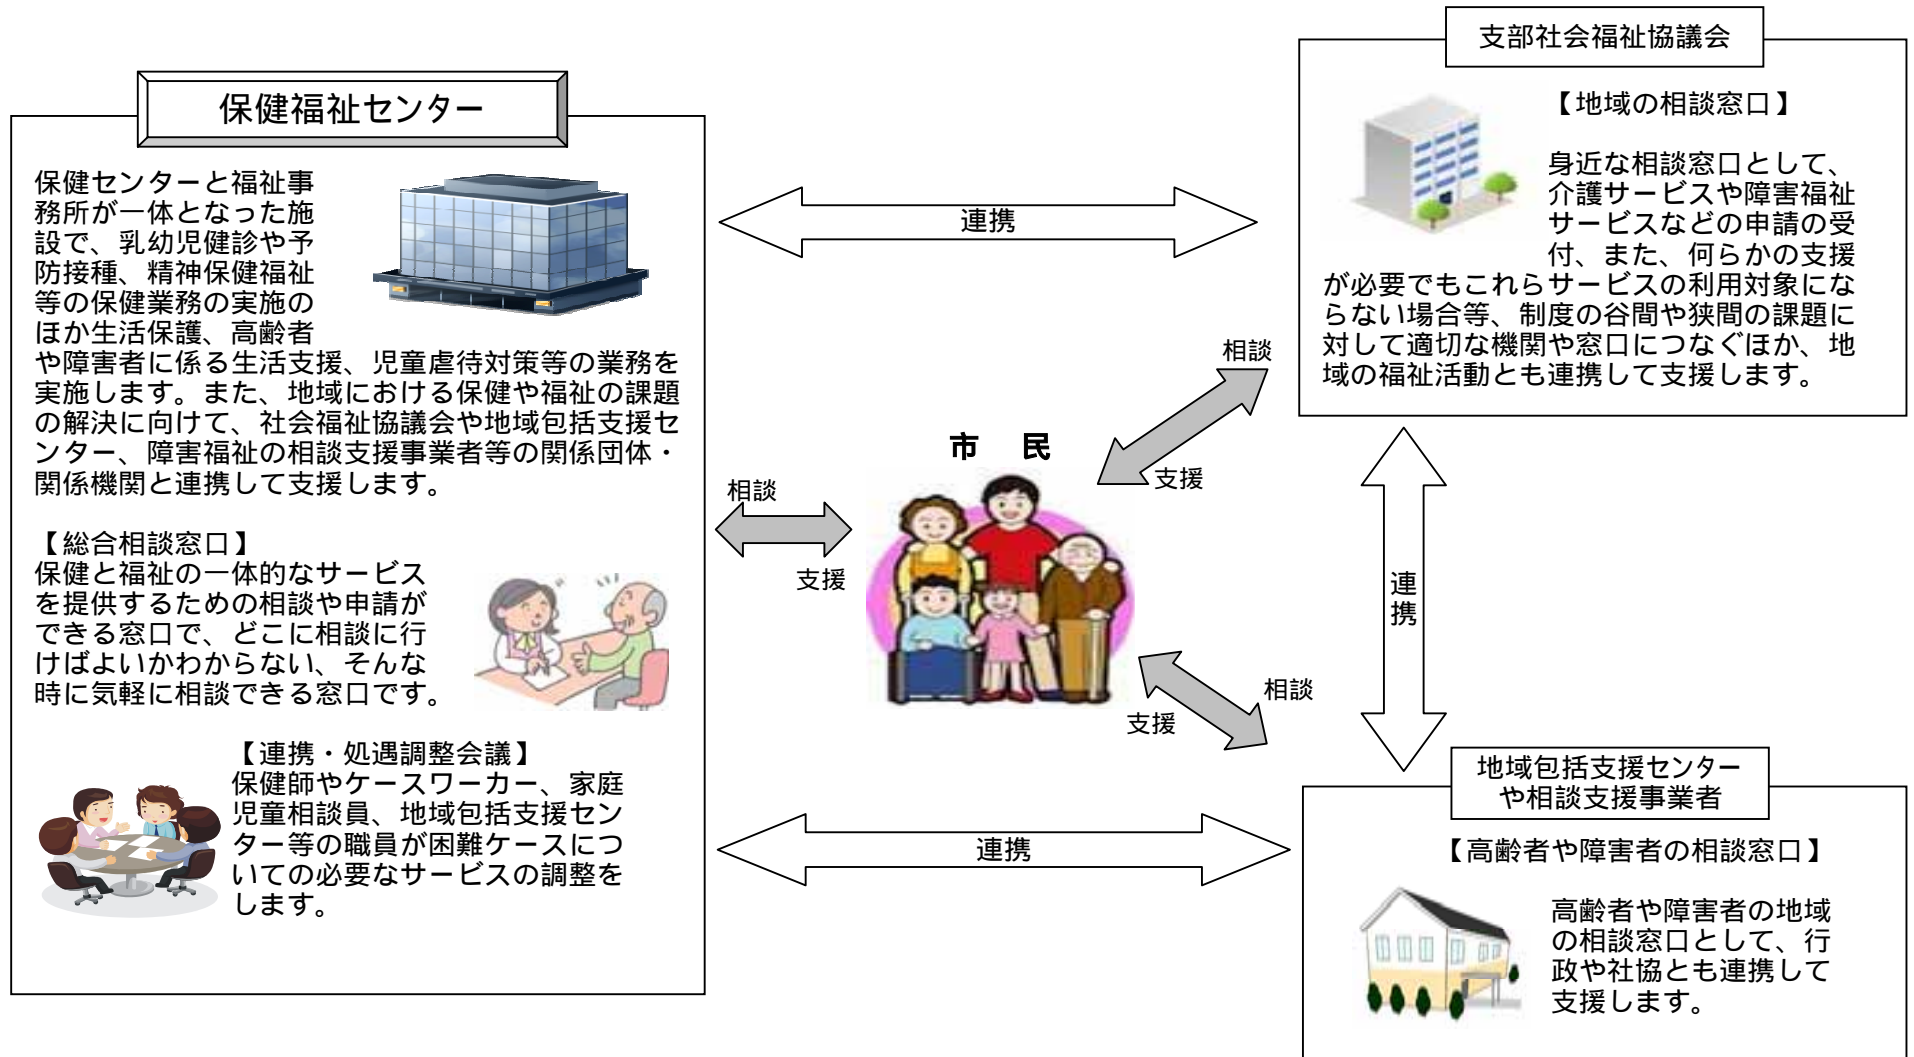 保健福祉センター
保健センターと福祉事
務所が一体となった施
設で、乳幼児健診や予
防接種、精神保健福祉
等の保健業務の実施の
ほか生活保護、高齢者
や障害者に係る生活支援、児童虐待対策等の業務を
実施します。また、地域における保健や福祉の課題
の解決に向けて、社会福祉協議会や地域包括支援セ
ンター、障害福祉の相談支援事業者等の関係団体・
関係機関と連携して支援します。
【総合相談窓口】
保健と福祉の一体的なサービス
を提供するための相談や申請が
できる窓口で、どこに相談に行
けばよいかわからない、そんな
時に気軽に相談できる窓口です。
【連携・処遇調整会議】
保健師やケースワーカー、家庭
児童相談員、地域包括支援セン
ター等の職員が困難ケースにつ
いての必要なサービスの調整を
します。
連携
相談
支援
市 民
相談
支援
相談
支援
連携
支部社会福祉協議会
【地域の相談窓口】
身近な相談窓口として、
介護サービスや障害福祉
サービスなどの申請の受
付、また、何らかの支援
が必要でもこれらサービスの利用対象にな
らない場合等、制度の谷間や狭間の課題に
対して適切な機関や窓口につなぐほか、地
域の福祉活動とも連携して支援します。
連携
地域包括支援センター
や相談支援事業者
【高齢者や障害者の相談窓口】
高齢者や障害者の地域
の相談窓口として、行
政や社協とも連携して
支援します。